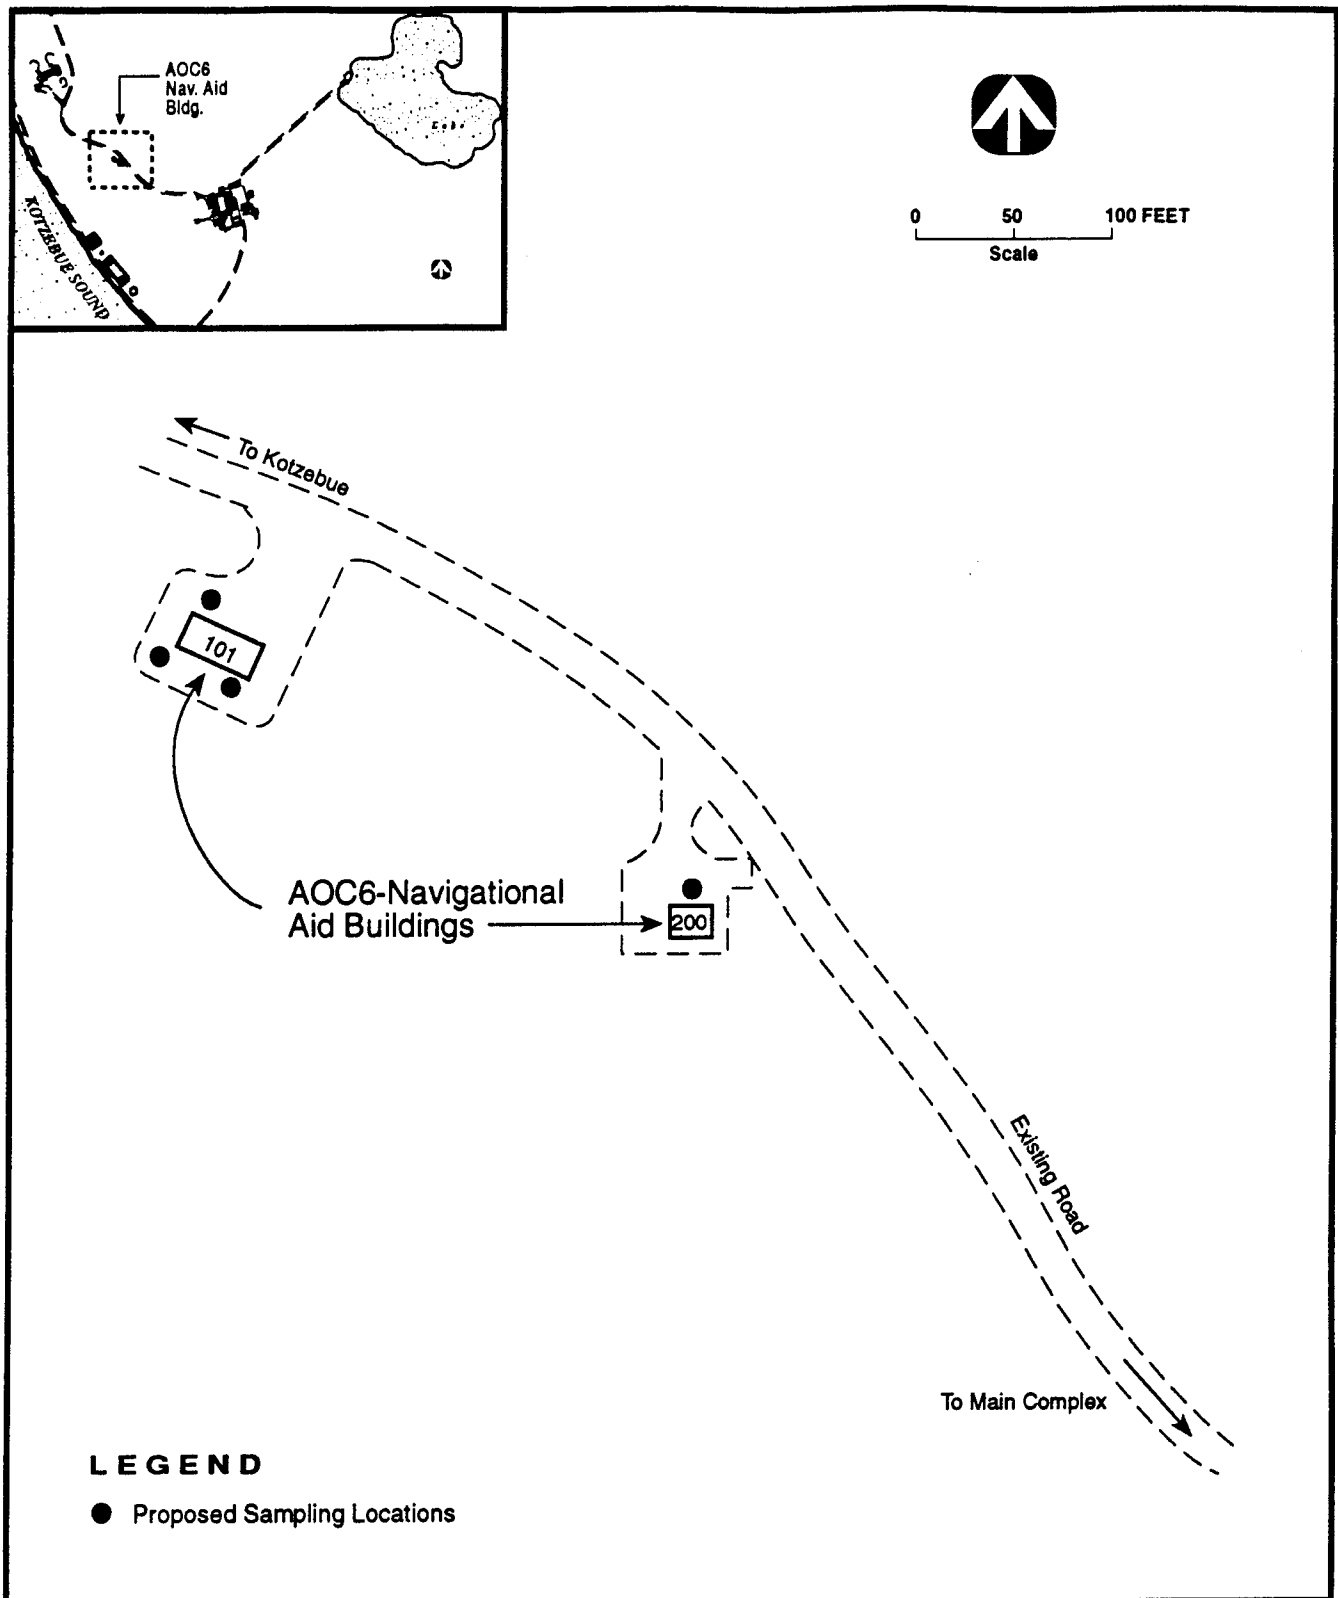 AOC6
Nav. Aid
Bldg.
KOTZEBUE SOUND
0 50 100 FEET
Scale
To Kotzebue
101
AOC6-Navigational
Aid Buildings
200
Existing Road
To Main Complex
LEGEND
Proposed Sampling Locations